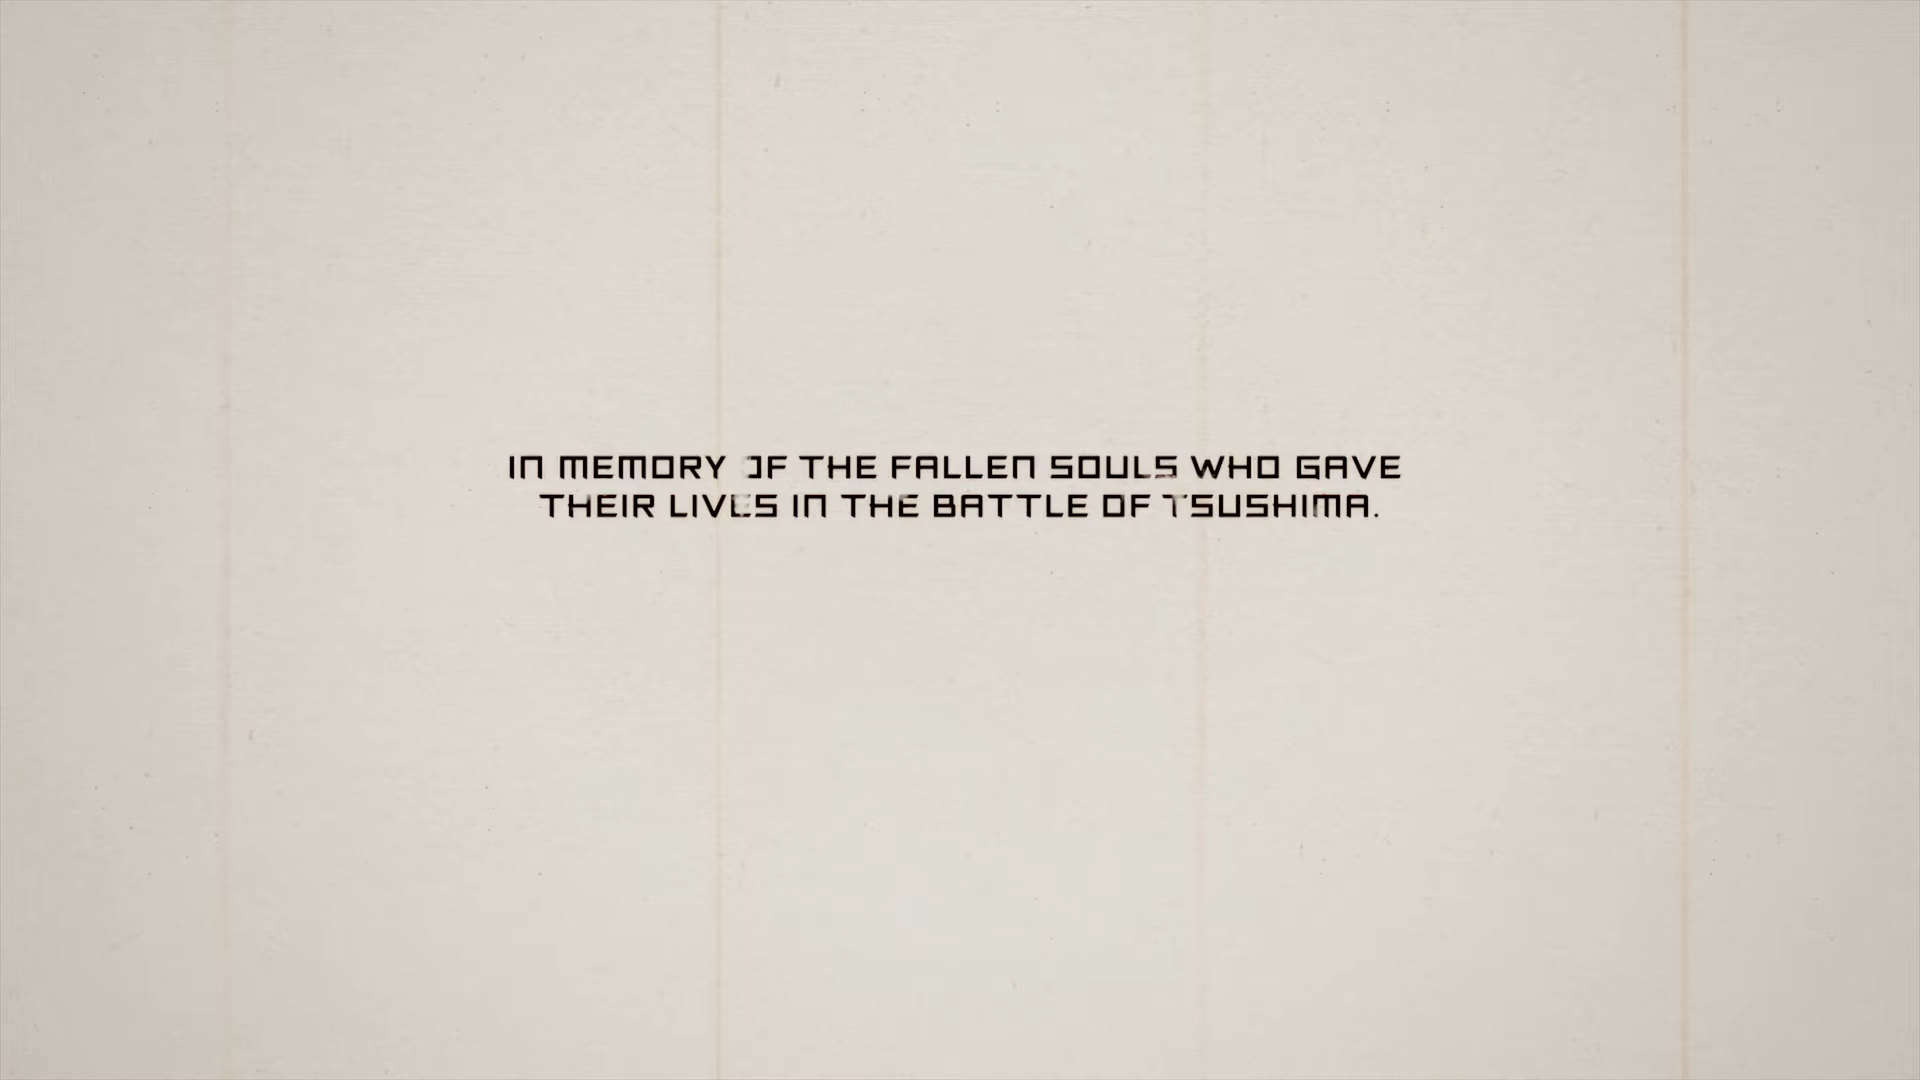 IN MEMORY OF THE FALLEN SOULS WHO GAVE
THEIR LIVES IN THE BATTLE OF TSUSHIMA.